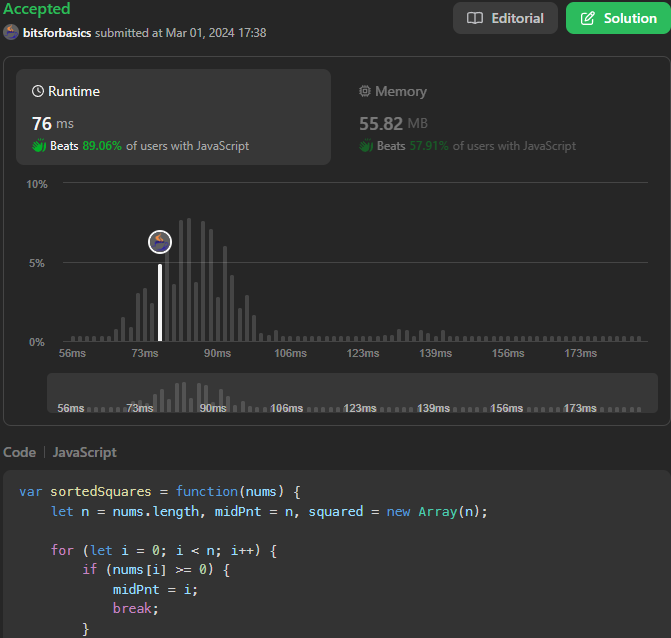 Accepted
Editorial
Solution
bitsforbasics submitted at Mar 01, 2024 17:38
Runtime
Memory
76 ms
55.82 MB
Beats 89.06% of users with JavaScript
Beats 57.91% of users with JavaScript
10%
5%
0%
56ms 73ms 90ms 106ms 123ms 139ms 156ms 173ms
56ms 73ms 90ms 106ms 123ms 139ms 156ms 173ms
Code | JavaScript
var sortedSquares = function(nums) {
    let n = nums.length, midPnt = n, squared = new Array(n);
    for (let i = 0; i < n; i++) {
        if (nums[i] >= 0) {
            midPnt = i;
            break;
        }